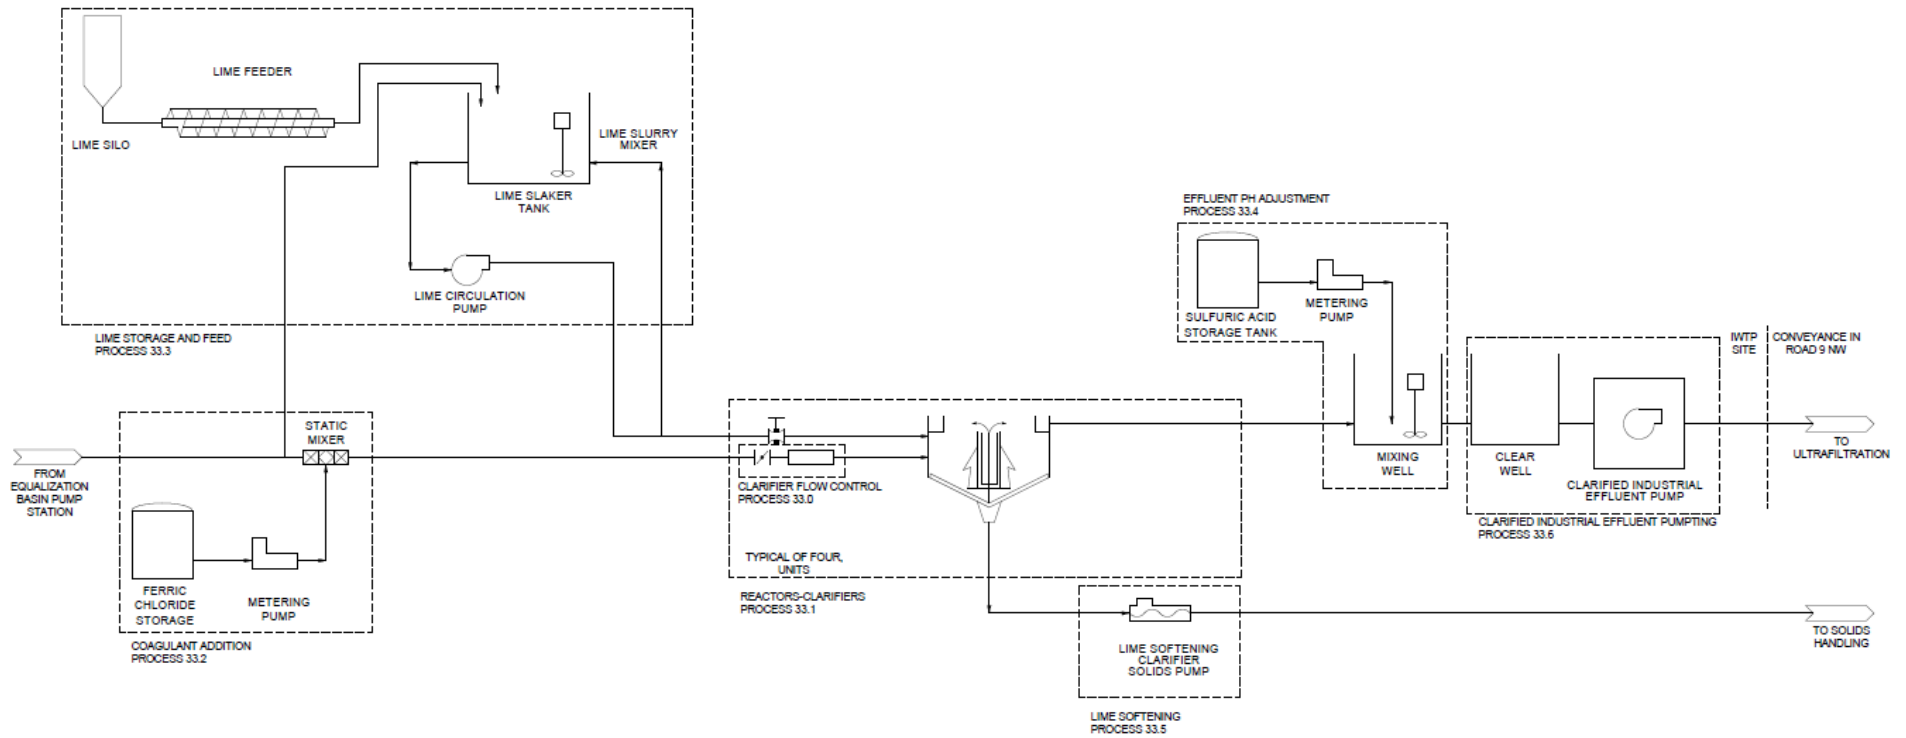 LIME FEEDER
LIME SILO
LIME SLURRY
MIXER
LIME SLAKER
TANK
LIME CIRCULATION
PUMP
LIME STORAGE AND FEED
PROCESS 33.3
STATIC
MIXER
FROM
EQUALIZATION
BASIN PUMP
STATION
FERRIC
CHLORIDE
STORAGE
METERING
PUMP
COAGULANT ADDITION
PROCESS 33.2
CLARIFIER FLOW CONTROL
PROCESS 33.0
TYPICAL OF FOUR,
UNITS
REACTORS-CLARIFIERS
PROCESS 33.1
LIME SOFTENING
CLARIFIER
SOLIDS PUMP
LIME SOFTENING
PROCESS 33.5
EFFLUENT PH ADJUSTMENT
PROCESS 33.4
SULFURIC ACID
STORAGE TANK
METERING
PUMP
MIXING
WELL
CLEAR
WELL
CLARIFIED INDUSTRIAL
EFFLUENT PUMP
CLARIFIED INDUSTRIAL EFFLUENT PUMPTING
PROCESS 33.6
IWTP
SITE
CONVEYANCE IN
ROAD 9 NW
TO
ULTRAFILTRATION
TO SOLIDS
HANDLING